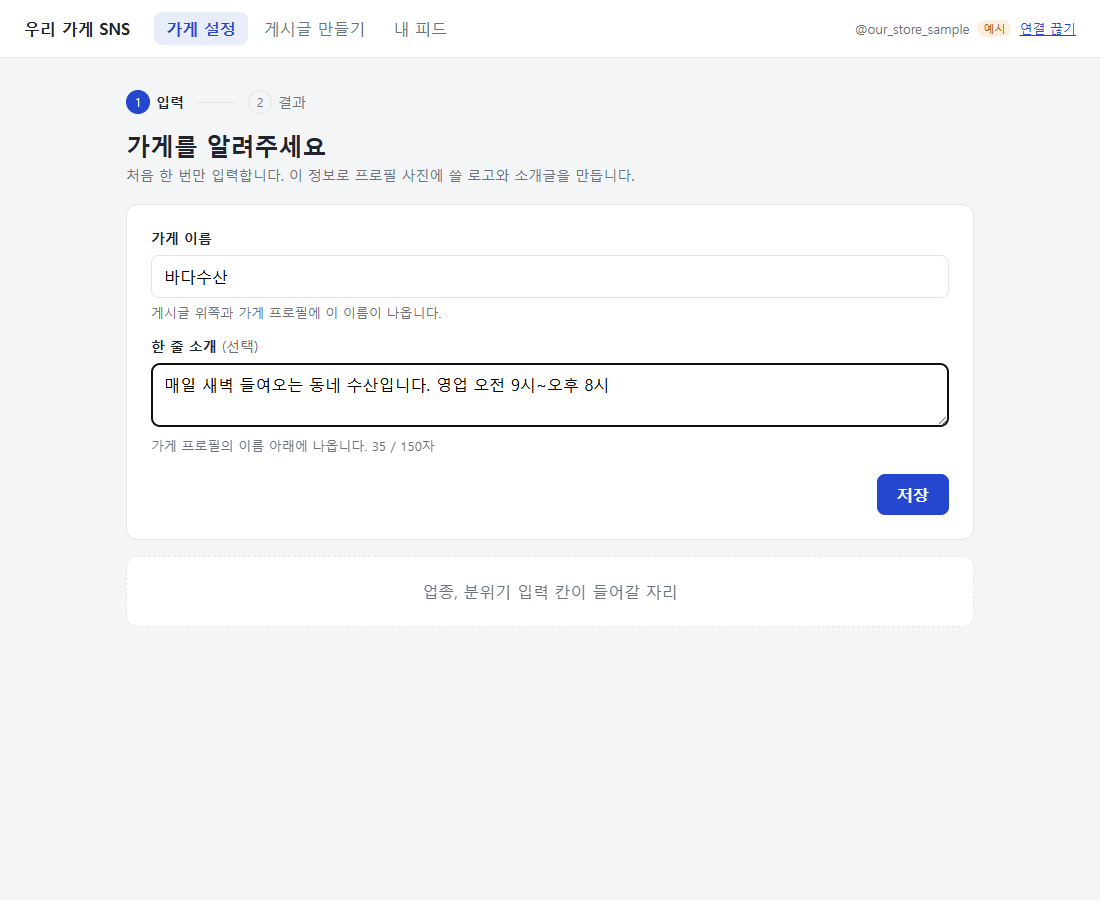 우리 가게 SNS 가게 설정 게시글 만들기 내 피드 @our_store_sample 예시 연결 끊기
1 입력 2 결과
가게를 알려주세요
처음 한 번만 입력합니다. 이 정보로 프로필 사진에 쓸 로고와 소개글을 만듭니다.
가게 이름
바다수산
게시글 위쪽과 가게 프로필에 이 이름이 나옵니다.
한 줄 소개 (선택)
매일 새벽 들여오는 동네 수산입니다. 영업 오전 9시~오후 8시
가게 프로필의 이름 아래에 나옵니다. 35 / 150자
저장
업종, 분위기 입력 칸이 들어갈 자리